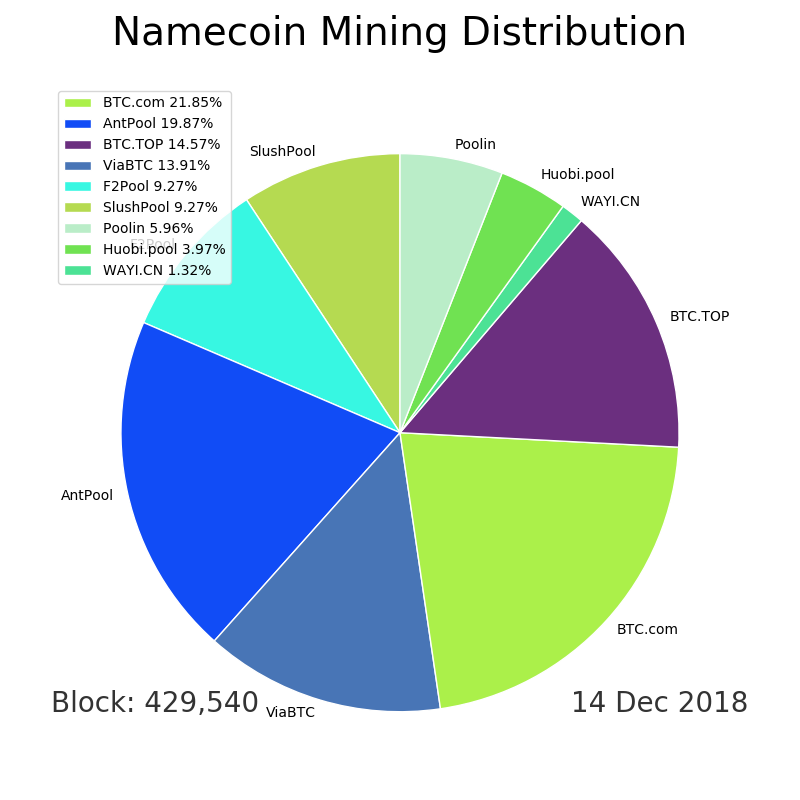 Namecoin Mining Distribution
BTC.com 21.85%
AntPool 19.87%
BTC.TOP 14.57%
ViaBTC 13.91%
F2Pool 9.27%
SlushPool 9.27%
Poolin 5.96%
Huobi.pool 3.97%
WAYI.CN 1.32%
SlushPool
Poolin
Huobi.pool
WAYI.CN
F2Pool
BTC.TOP
AntPool
BTC.com
ViaBTC
Block: 429,540
14 Dec 2018